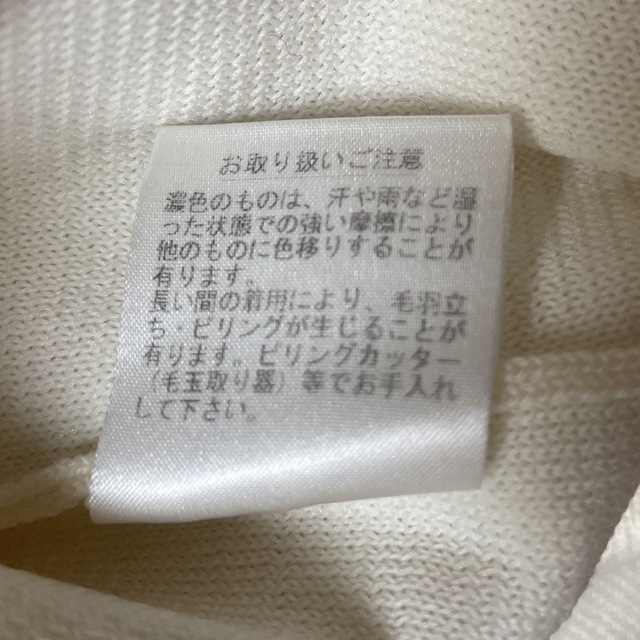 お取り扱いご注意
濃色のものは、汗や雨など湿
った状態での強い摩擦により
他のものに色移りすることが
有ります。
長い間の着用により、毛羽立
ち・ピリングが生じることが
有ります。ピリングカッター
（毛玉取り器）等でお手入れ
して下さい。